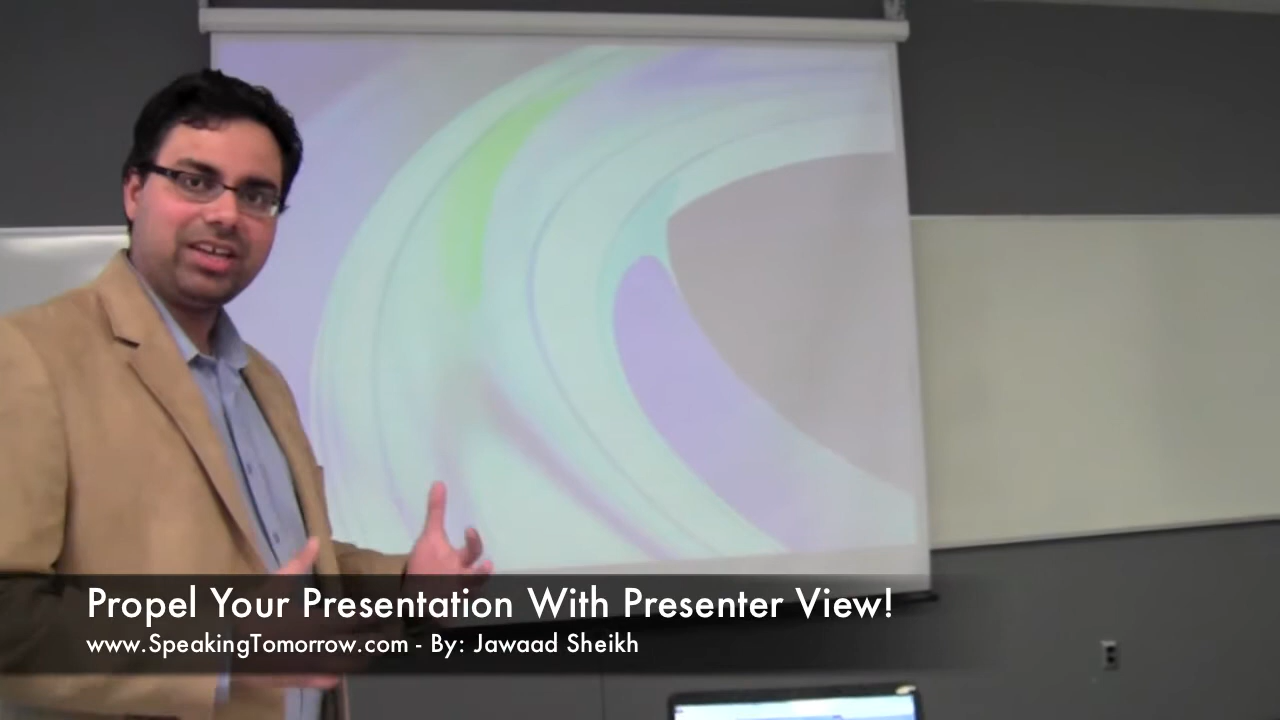 Propel Your Presentation With Presenter View!
www.SpeakingTomorrow.com - By: Jawaad Sheikh